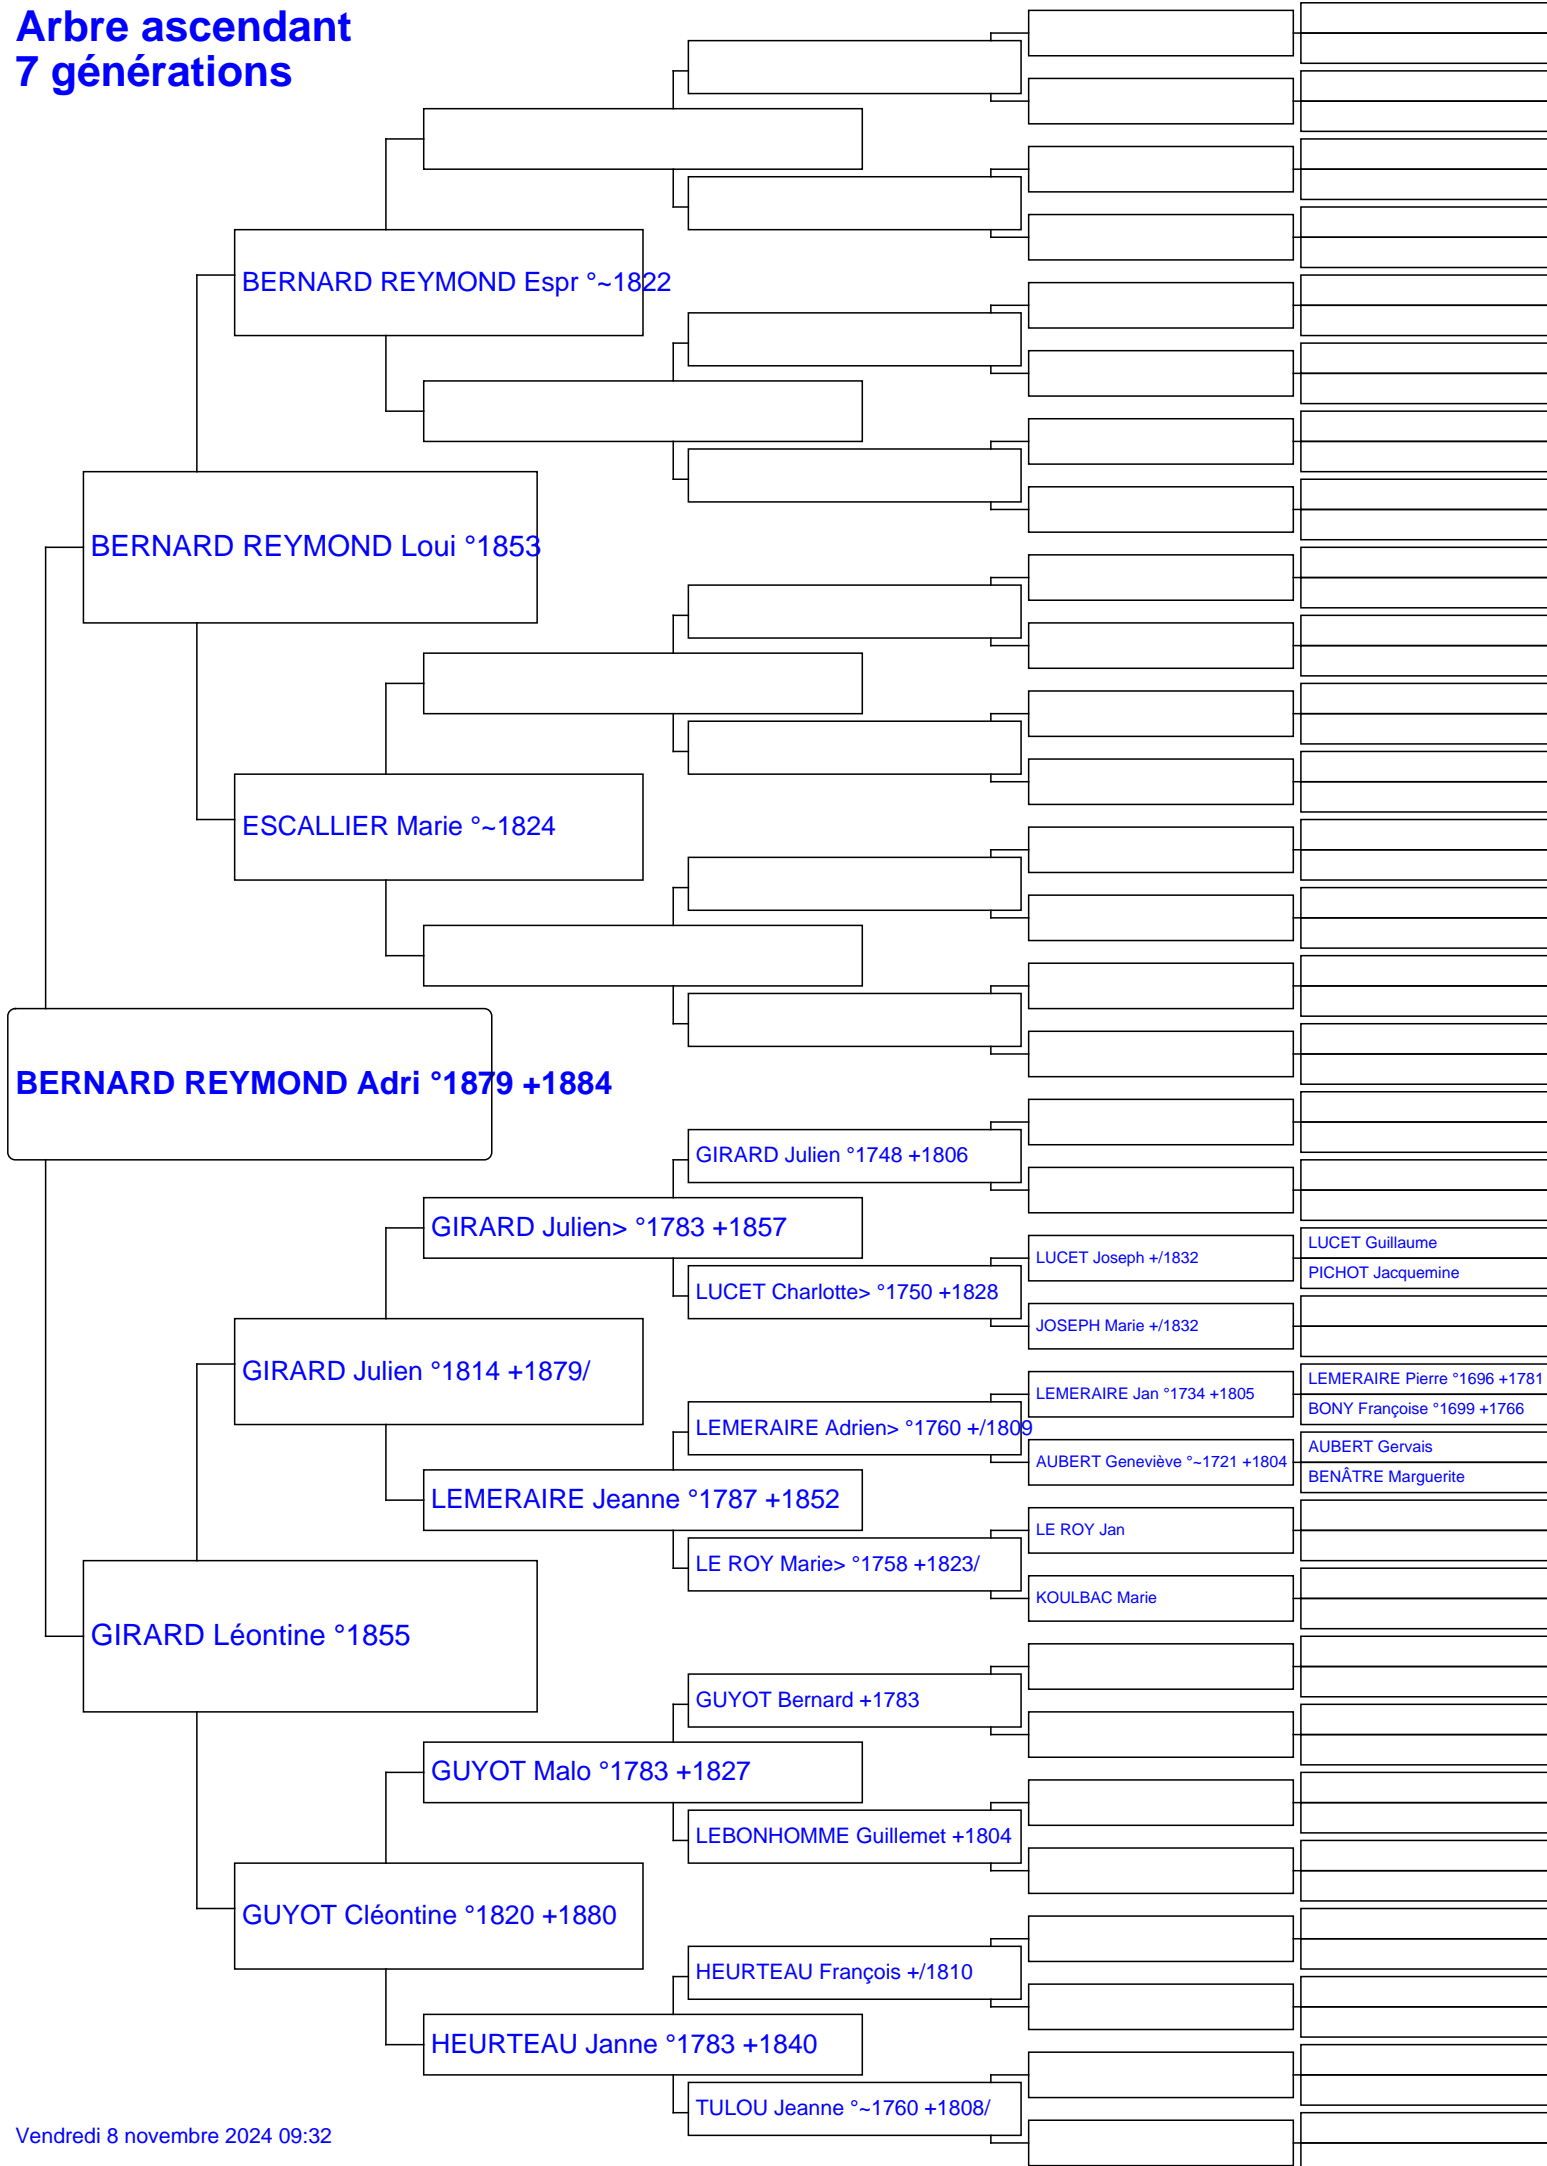 Arbre ascendant
7 générations
BERNARD REYMOND Espr °~1822
BERNARD REYMOND Loui °1853
ESCALLIER Marie °~1824
BERNARD REYMOND Adri °1879 +1884
GIRARD Julien °1748 +1806
GIRARD Julien> °1783 +1857
LUCET Guillaume
LUCET Joseph +/1832
PICHOT Jacquemine
LUCET Charlotte> °1750 +1828
JOSEPH Marie +/1832
GIRARD Julien °1814 +1879/
LEMERAIRE Pierre °1696 +1781
LEMERAIRE Jan °1734 +1805
BONY Françoise °1699 +1766
LEMERAIRE Adrien> °1760 +/1809
AUBERT Gervais
AUBERT Geneviève °~1721 +1804
BENÂTRE Marguerite
LEMERAIRE Jeanne °1787 +1852
LE ROY Jan
LE ROY Marie> °1758 +1823/
KOULBAC Marie
GIRARD Léontine °1855
GUYOT Bernard +1783
GUYOT Malo °1783 +1827
LEBONHOMME Guillemet +1804
GUYOT Cléontine °1820 +1880
HEURTEAU François +/1810
HEURTEAU Janne °1783 +1840
TULOU Jeanne °~1760 +1808/
Vendredi 8 novembre 2024 09:32